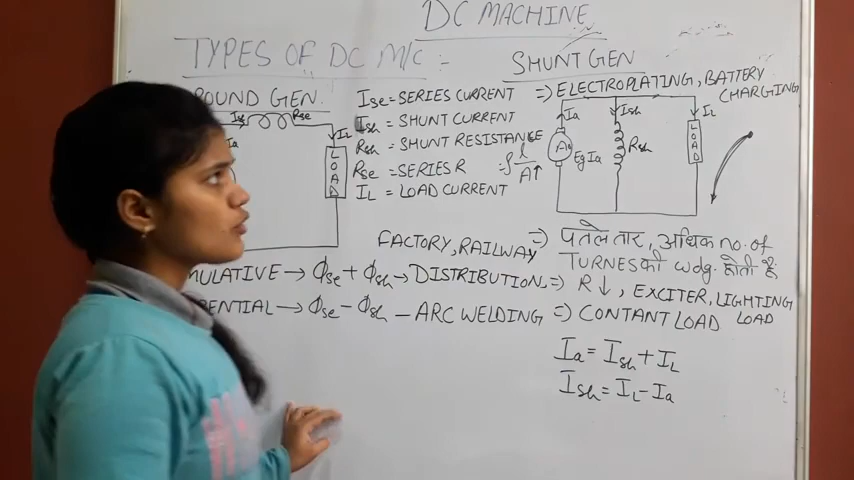 DC MACHINE
TYPES OF DC M/C :-
SHUNT GEN
POUND GEN.
Ise = SERIES CURRENT
Ish = SHUNT CURRENT
Rsh = SHUNT RESISTANCE
Rse = SERIES R = ρ l/A↑
IL = LOAD CURRENT
Ise Rse
Ia
IL
LOAD
⇒ ELECTROPLATING, BATTERY
CHARGING
Ia Ish IL
A Eg Ia Rsh LOAD
FACTORY, RAILWAY
MULATIVE → Φse + Φsh → DISTRIBUTION
RENTIAL → Φse - Φsh - ARC WELDING
⇒ पतले तार, अधिक no. of
TURNES की wdg. होती है
⇒ R↓, EXCITER, LIGHTING
LOAD
⇒ CONTANT LOAD
Ia = Ish + IL
Ish = IL - Ia